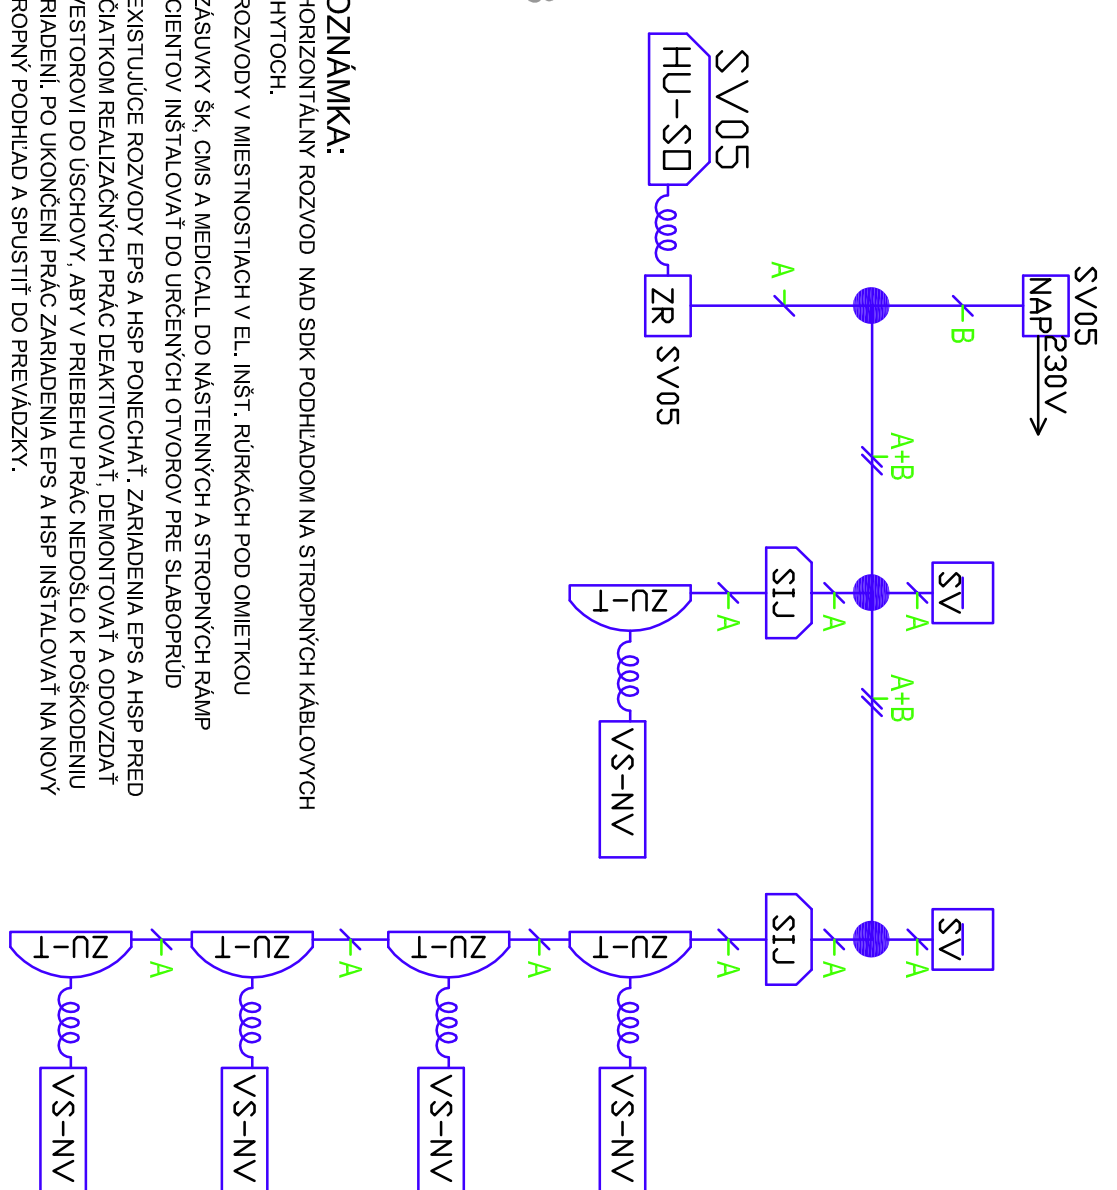 SV05
NAP
230V
B
SV
A
SV
A
A+B
A+B
A
A
A
SIJ
SIJ
SV05
HU-SD
ZR
SV05
A
A
ZU-T
VS-NV
ZU-T
VS-NV
A
ZU-T
VS-NV
A
ZU-T
VS-NV
A
ZU-T
VS-NV
OZNÁMKA:
HORIZONTÁLNY ROZVOD NAD SDK PODHĽADOM NA STROPNÝCH KÁBLOVYCH
HYTOCH.
ROZVODY V MIESTNOSTIACH V EL. INŠT. RÚRKÁCH POD OMIETKOU
ZÁSUVKY ŠK, CMS A MEDICALL DO NÁSTENNÝCH A STROPNÝCH RÁMP
CIENTOV INŠTALOVAŤ DO URČENÝCH OTVOROV PRE SLABOPRÚD
EXISTUJÚCE ROZVODY EPS A HSP PONECHAŤ. ZARIADENIA EPS A HSP PRED
ČIATKOM REALIZAČNÝCH PRÁC DEAKTIVOVAŤ, DEMONTOVAŤ A ODOVZDAŤ
VESTOROVI DO ÚSCHOVY, ABY V PRIEBEHU PRÁC NEDOŠLO K POŠKODENIU
RIADENÍ. PO UKONČENÍ PRÁC ZARIADENIA EPS A HSP INŠTALOVAŤ NA NOVÝ
ROPNÝ PODHĽAD A SPUSTIŤ DO PREVÁDZKY.